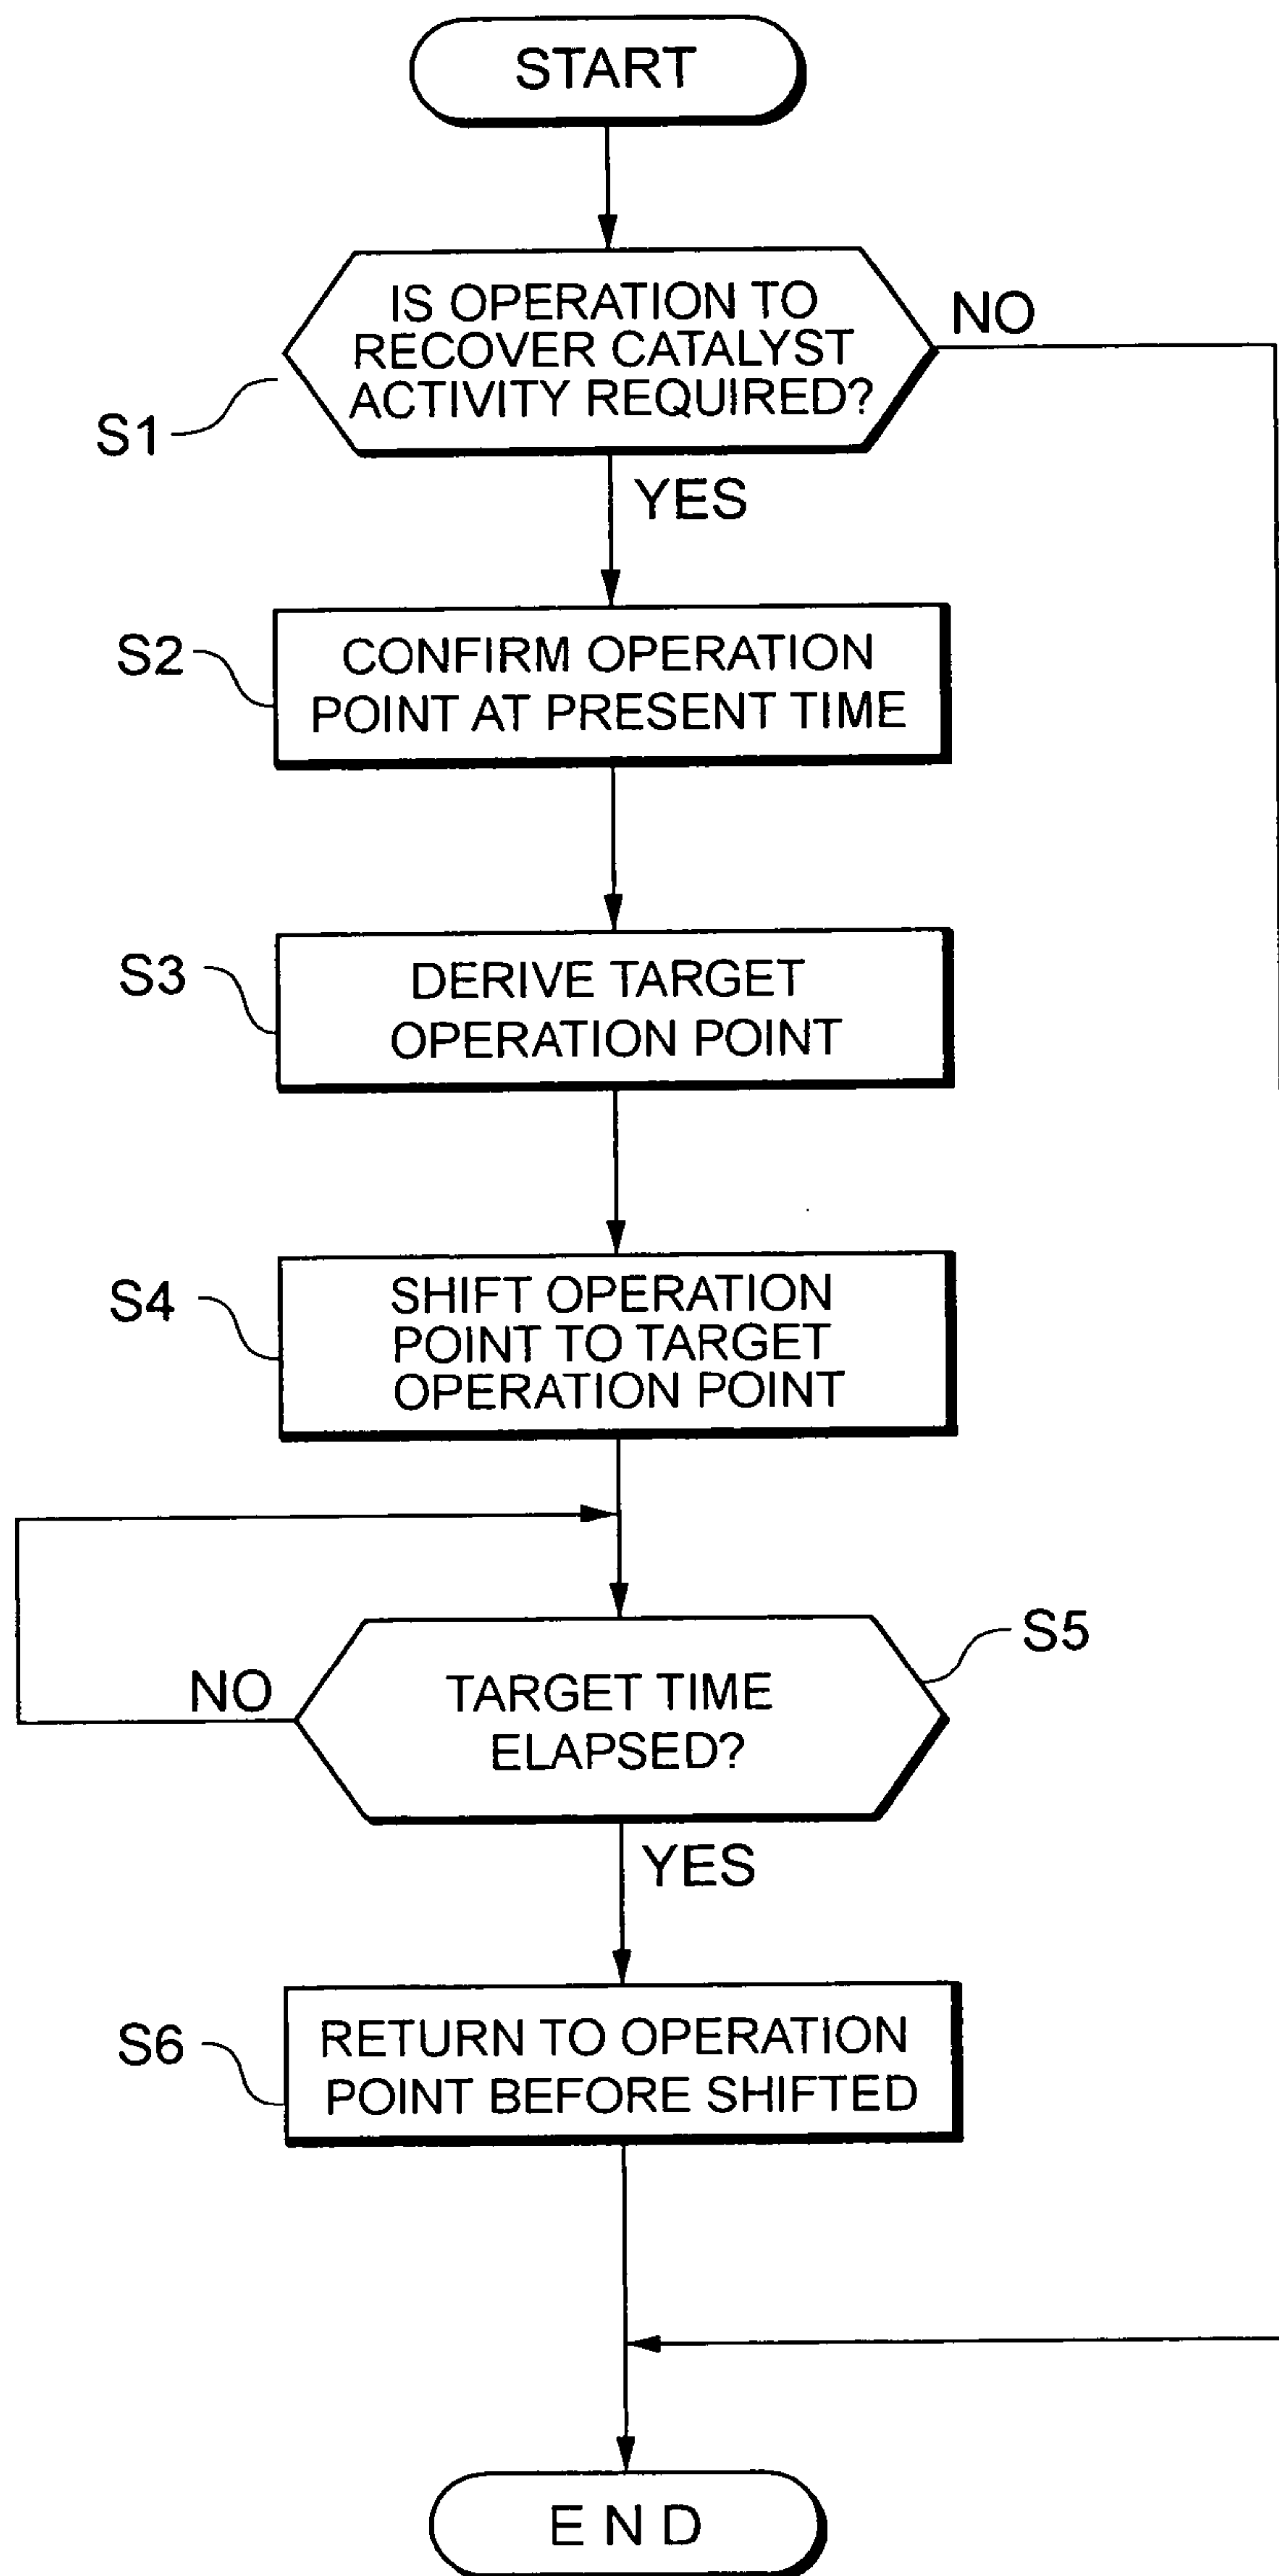 START
IS OPERATION TO
RECOVER CATALYST
ACTIVITY REQUIRED?
NO
S1
YES
S2
CONFIRM OPERATION
POINT AT PRESENT TIME
S3
DERIVE TARGET
OPERATION POINT
S4
SHIFT OPERATION
POINT TO TARGET
OPERATION POINT
S5
NO
TARGET TIME
ELAPSED?
YES
S6
RETURN TO OPERATION
POINT BEFORE SHIFTED
END